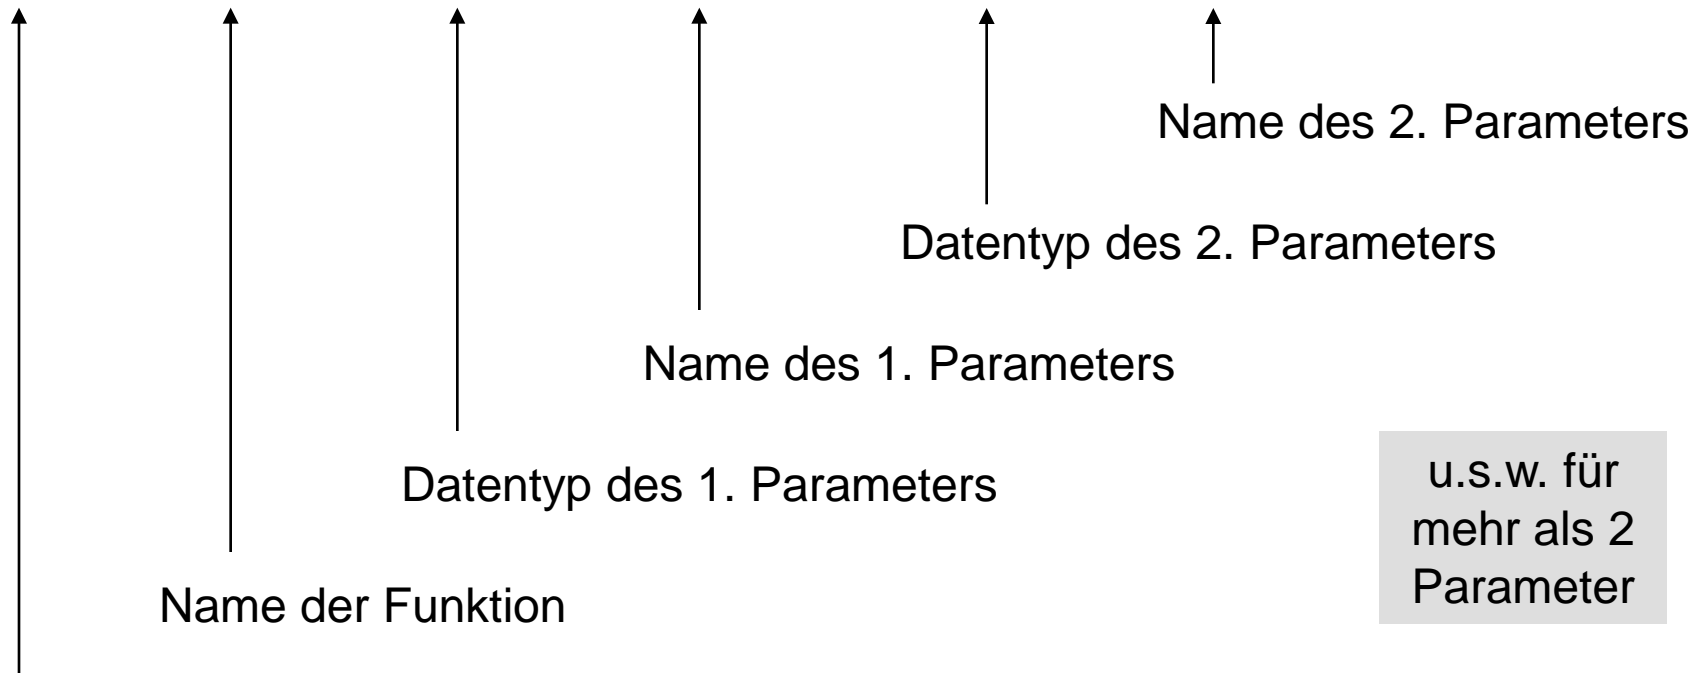 Name des 2. Parameters
Datentyp des 2. Parameters
Name des 1. Parameters
Datentyp des 1. Parameters
u.s.w. für
mehr als 2
Parameter
Name der Funktion